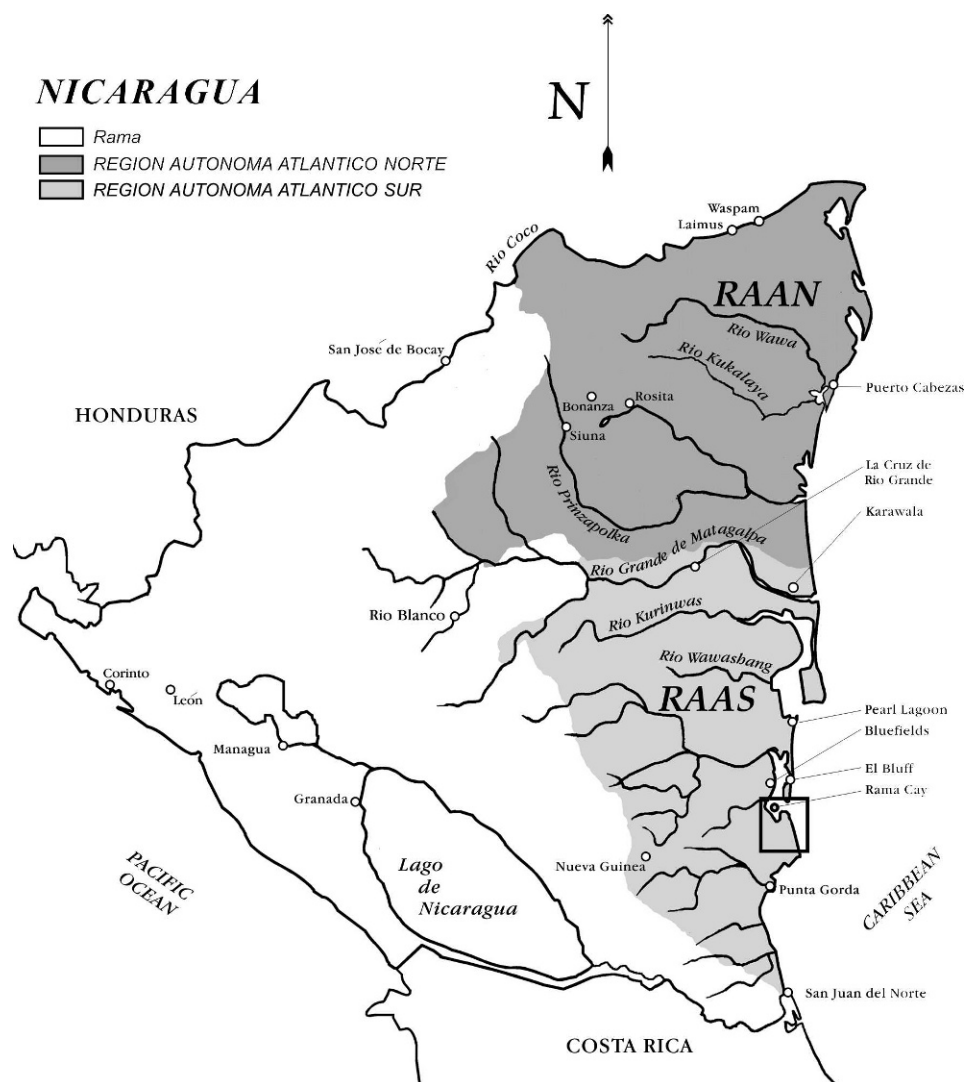 NICARAGUA
Rama
REGION AUTONOMA ATLANTICO NORTE
REGION AUTONOMA ATLANTICO SUR
N
Waspam
Laimus
Rio Coco
RAAN
Rio Wawa
San José de Bocay
Rio Kukalaya
Puerto Cabezas
HONDURAS
Bonanza
Rosita
Siuna
La Cruz de
Rio Grande
Rio Prinzapolka
Karawala
Rio Grande de Matagalpa
Rio Blanco
Rio Kurinwas
Rio Wawashang
Corinto
León
RAAS
Pearl Lagoon
Bluefields
Managua
El Bluff
Rama Cay
Granada
PACIFIC
OCEAN
Lago
de
Nicaragua
Nueva Guinea
Punta Gorda
CARIBBEAN
SEA
San Juan del Norte
COSTA RICA